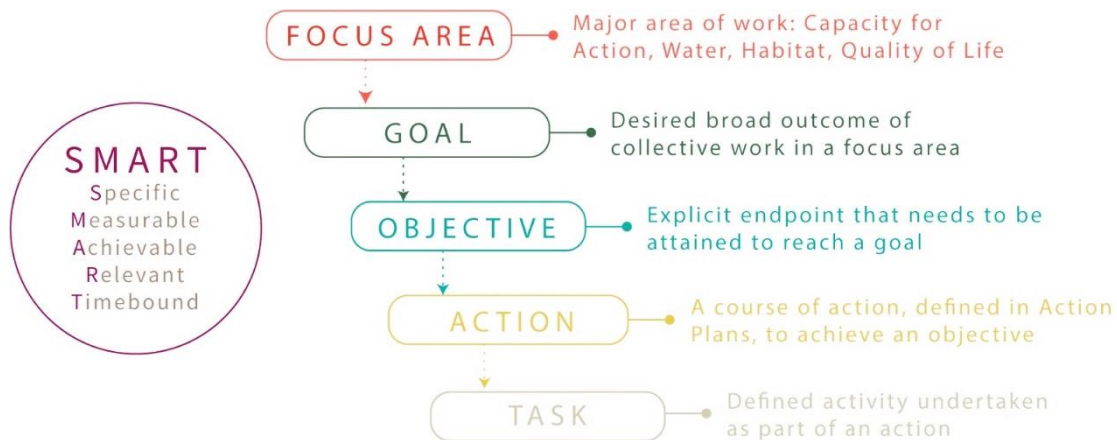 FOCUS AREA
Major area of work: Capacity for
Action, Water, Habitat, Quality of Life
GOAL
Desired broad outcome of
collective work in a focus area
SMART
Specific
Measurable
Achievable
Relevant
Timebound
OBJECTIVE
Explicit endpoint that needs to be
attained to reach a goal
ACTION
A course of action, defined in Action
Plans, to achieve an objective
TASK
Defined activity undertaken
as part of an action